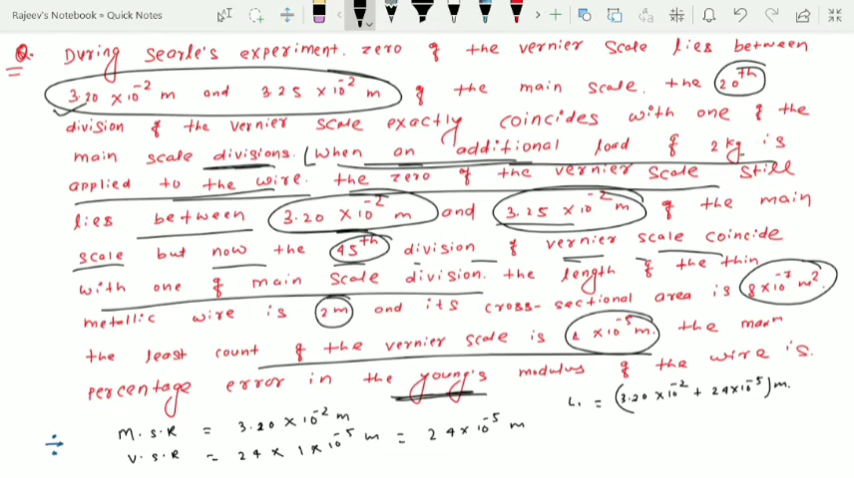 Rajeev's Notebook » Quick Notes
Q. During Searle's experiment. zero of the vernier scale lies between
3.20 × 10⁻² m and 3.25 × 10⁻² m of the main scale. the 20th
division of the vernier scale exactly coincides with one of the
main scale divisions. (When an additional load of 2 kg is
applied to the wire. the zero of the vernier scale still
lies between 3.20 × 10⁻² m and 3.25 × 10⁻² m of the main
scale but now the 45th division of vernier scale coincide
with one of main scale division. the length of the thin
metallic wire is 2 m and its cross-sectional area is 8 × 10⁻⁷ m².
the least count of the vernier scale is 1 × 10⁻⁵ m. the maxm
percentage error in the young's modulus of the wire is.
M.S.R = 3.20 × 10⁻² m
V.S.R = 24 × 1 × 10⁻⁵ m = 24 × 10⁻⁵ m
L₁ = (3.20 × 10⁻² + 24 × 10⁻⁵) m.